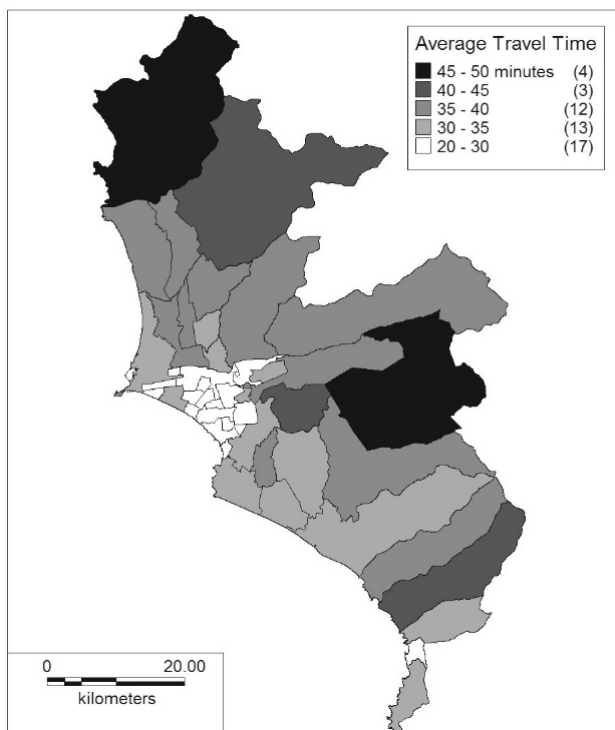 Average Travel Time
45 - 50 minutes (4)
40 - 45 (3)
35 - 40 (12)
30 - 35 (13)
20 - 30 (17)
0 20.00
kilometers